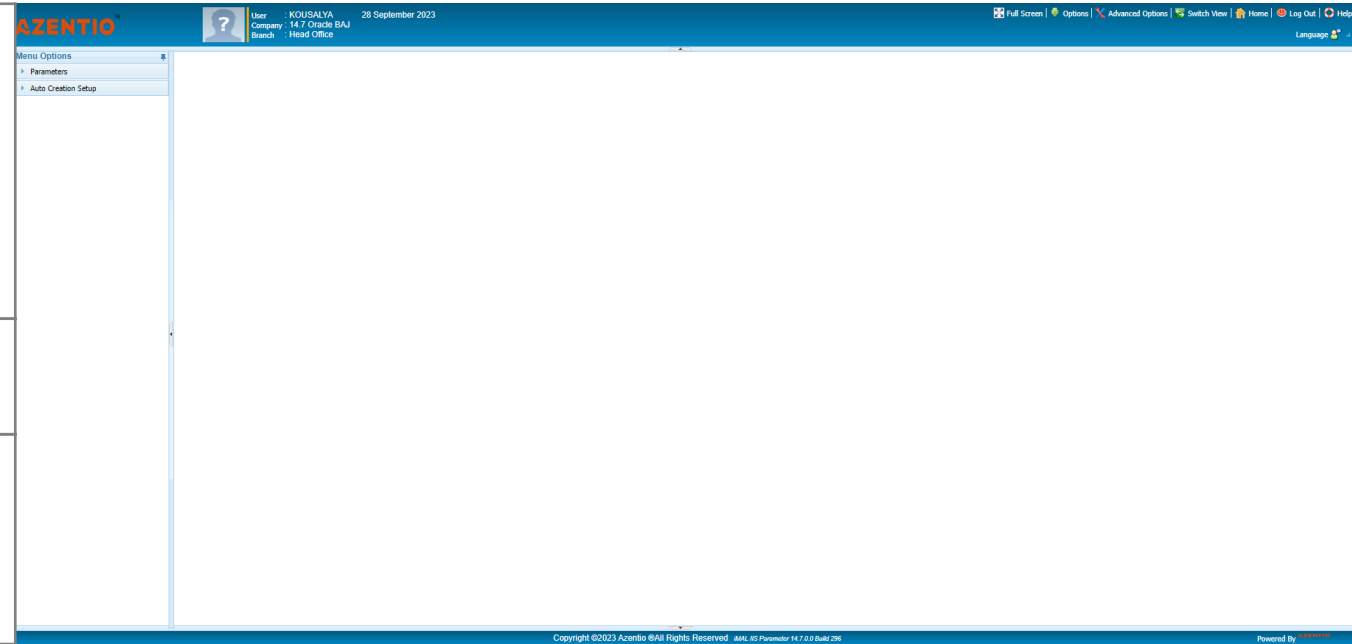 AZENTIO
User : KOUSALYA 28 September 2023
Company : 14.7 Oracle BAJ
Branch : Head Office
Full Screen | Options | Advanced Options | Switch View | Home | Log Out | Help
Language
Menu Options
Parameters
Auto Creation Setup
Copyright ©2023 Azentio ®All Rights Reserved iMAL IIS Parameter 14.7.0.0 Build 296
Powered By AZENTIO